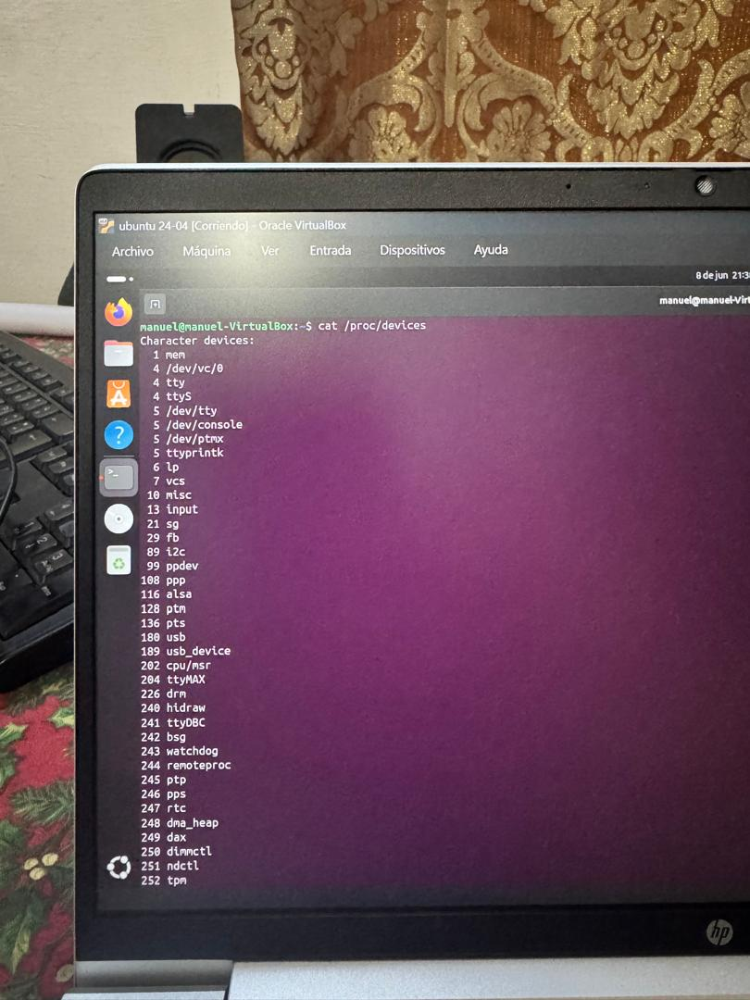 ubuntu 24-04 [Corriendo] - Oracle VirtualBox
Archivo Máquina Ver Entrada Dispositivos Ayuda
8 de jun 21:3
manuel@manuel-Virt
manuel@manuel-VirtualBox:~$ cat /proc/devices
Character devices:
1 mem
4 /dev/vc/0
4 tty
4 ttyS
5 /dev/tty
5 /dev/console
5 /dev/ptmx
5 ttyprintk
6 lp
7 vcs
10 misc
13 input
21 sg
29 fb
89 i2c
99 ppdev
108 ppp
116 alsa
128 ptm
136 pts
180 usb
189 usb_device
202 cpu/msr
204 ttyMAX
226 drm
240 hidraw
241 ttyDBC
242 bsg
243 watchdog
244 remoteproc
245 ptp
246 pps
247 rtc
248 dma_heap
249 dax
250 dimmctl
251 ndctl
252 tpm
hp